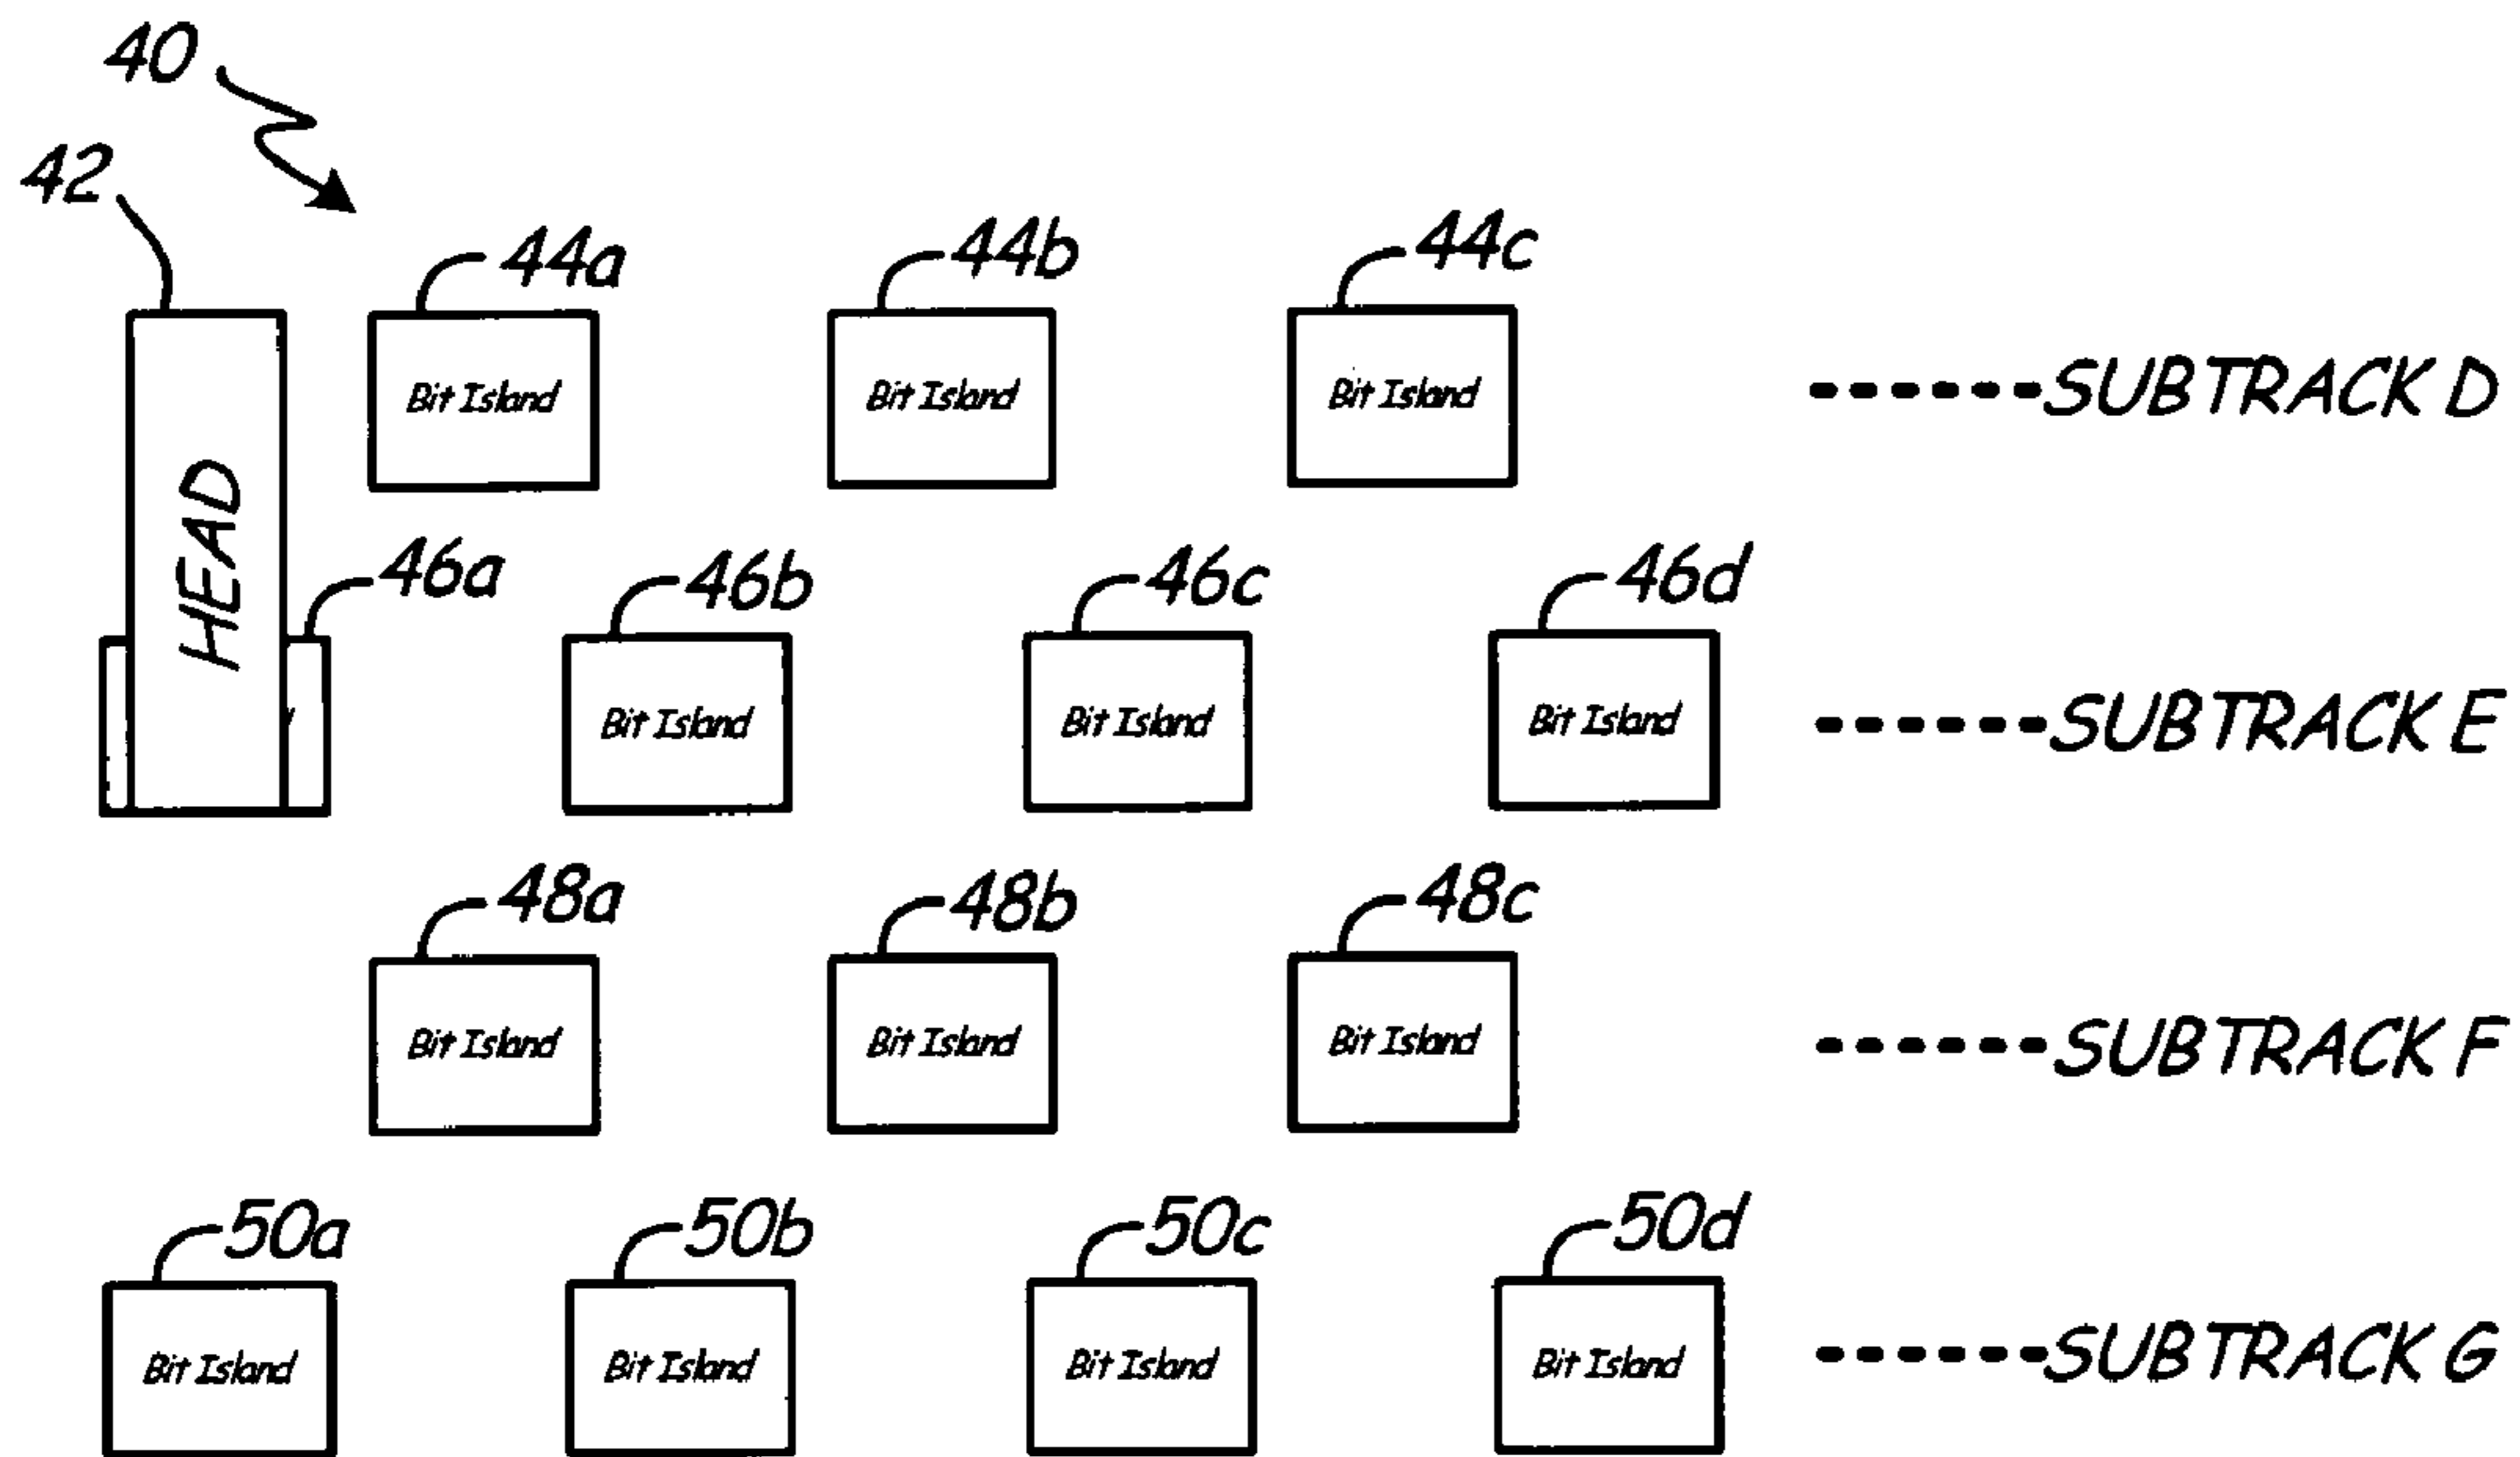 40
42
44a 44b 44c
Bit Island Bit Island Bit Island ------SUBTRACK D
HEAD
46a 46b 46c 46d
Bit Island Bit Island Bit Island ------SUBTRACK E
48a 48b 48c
Bit Island Bit Island Bit Island ------SUBTRACK F
50a 50b 50c 50d
Bit Island Bit Island Bit Island Bit Island ------SUBTRACK G